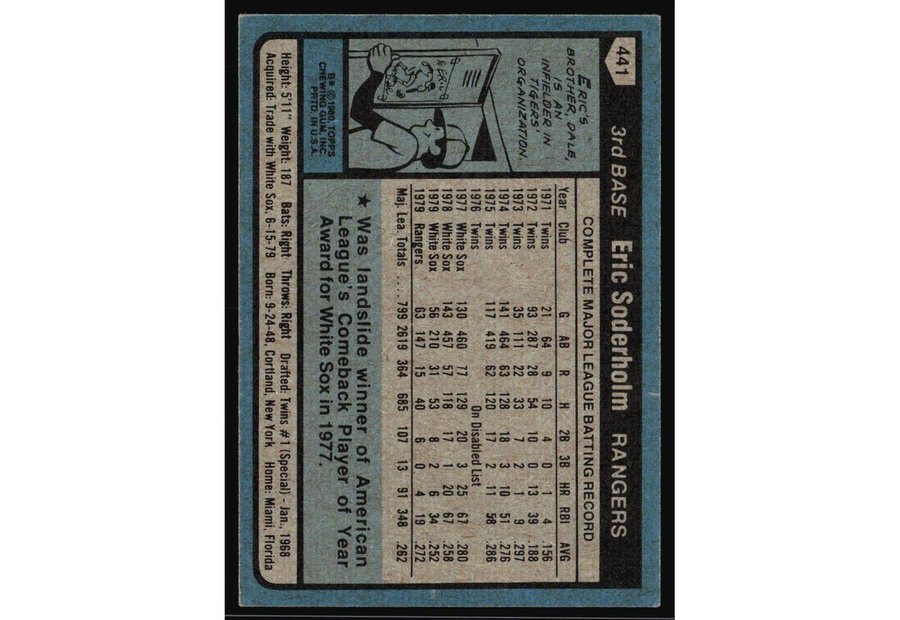 441 3rd BASE Eric Soderholm RANGERS
ERIC'S
BROTHER, DALE,
IS AN
INFIELDER IN
TIGERS'
ORGANIZATION.
to ERIC
B* © 1980 TOPPS
CHEWING GUM, INC.
PRTD. IN U.S.A.
COMPLETE MAJOR LEAGUE BATTING RECORD
Year Club G AB R H 2B 3B HR RBI AVG
1971 Twins 21 64 9 10 4 0 1 4 .156
1972 Twins 93 287 28 54 10 0 13 39 .188
1973 Twins 35 111 22 33 7 2 1 9 .297
1974 Twins 141 464 63 128 18 3 10 51 .276
1975 Twins 117 419 62 120 17 2 11 58 .286
1976 Twins On Disabled List
1977 White Sox 130 460 77 129 20 3 25 67 .280
1978 White Sox 143 457 57 118 17 1 20 67 .258
1979 White Sox 56 210 31 53 8 2 6 34 .252
1979 Rangers 63 147 15 40 6 0 4 19 .272
Maj. Lea. Totals .... 799 2619 364 685 107 13 91 348 .262
★ Was landslide winner of American
League's Comeback Player of Year
Award for White Sox in 1977.
Height: 5'11" Weight: 187 Bats: Right Throws: Right Drafted: Twins #1 (Special) - Jan., 1968
Acquired: Trade with White Sox, 6-15-79 Born: 9-24-48, Cortland, New York Home: Miami, Florida